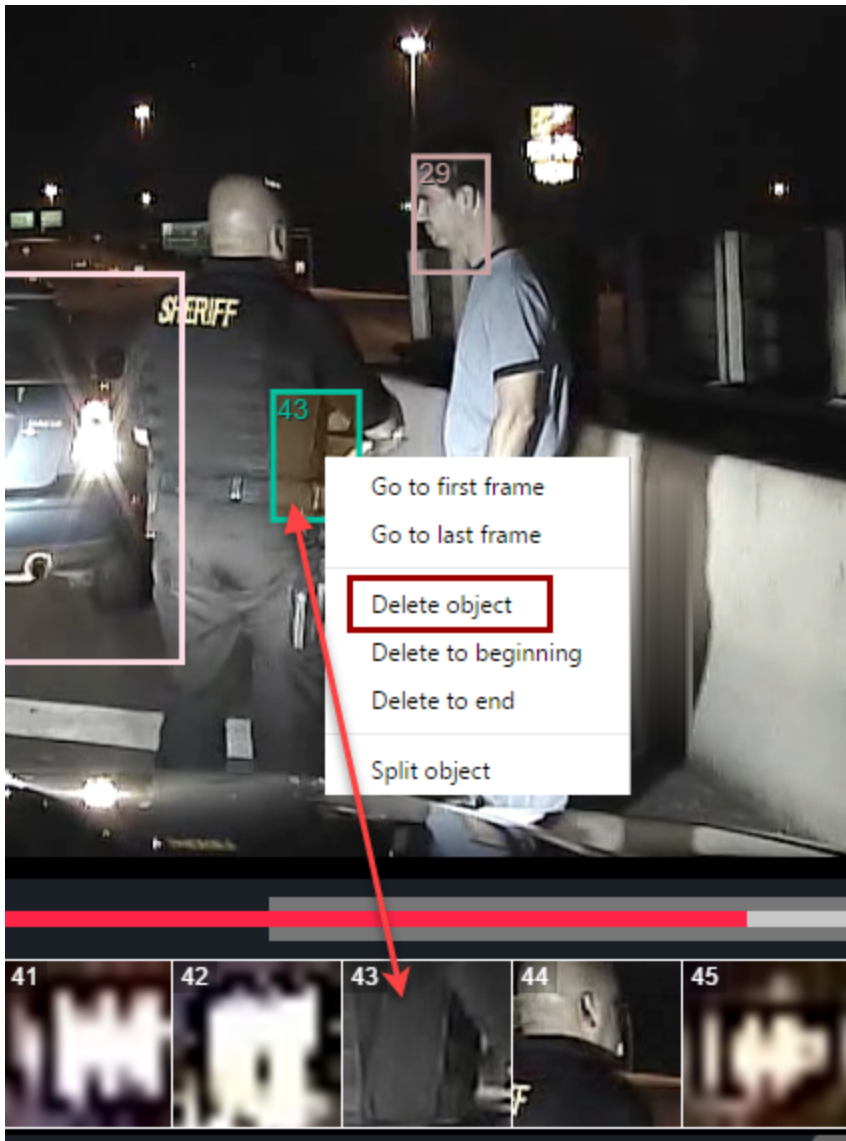 29
SHERIFF
43
Go to first frame
Go to last frame
Delete object
Delete to beginning
Delete to end
Split object
41 42 43 44 45
F